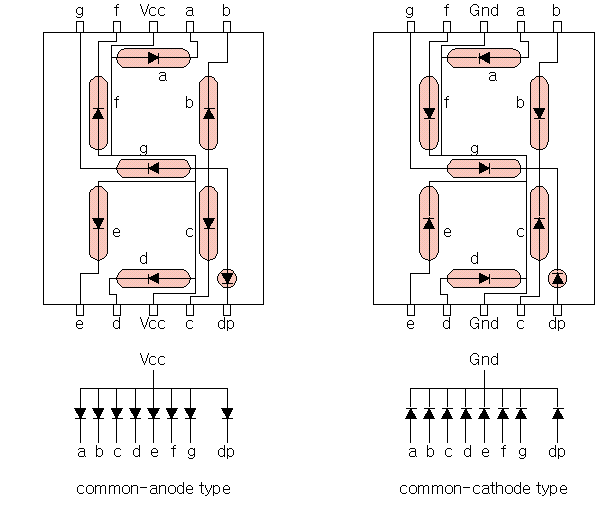 g f Vcc a b g f Gnd a b
a a
f b f b
g g
e c e c
d d
e d Vcc c dp e d Gnd c dp
Vcc Gnd
a b c d e f g dp a b c d e f g dp
common-anode type common-cathode type